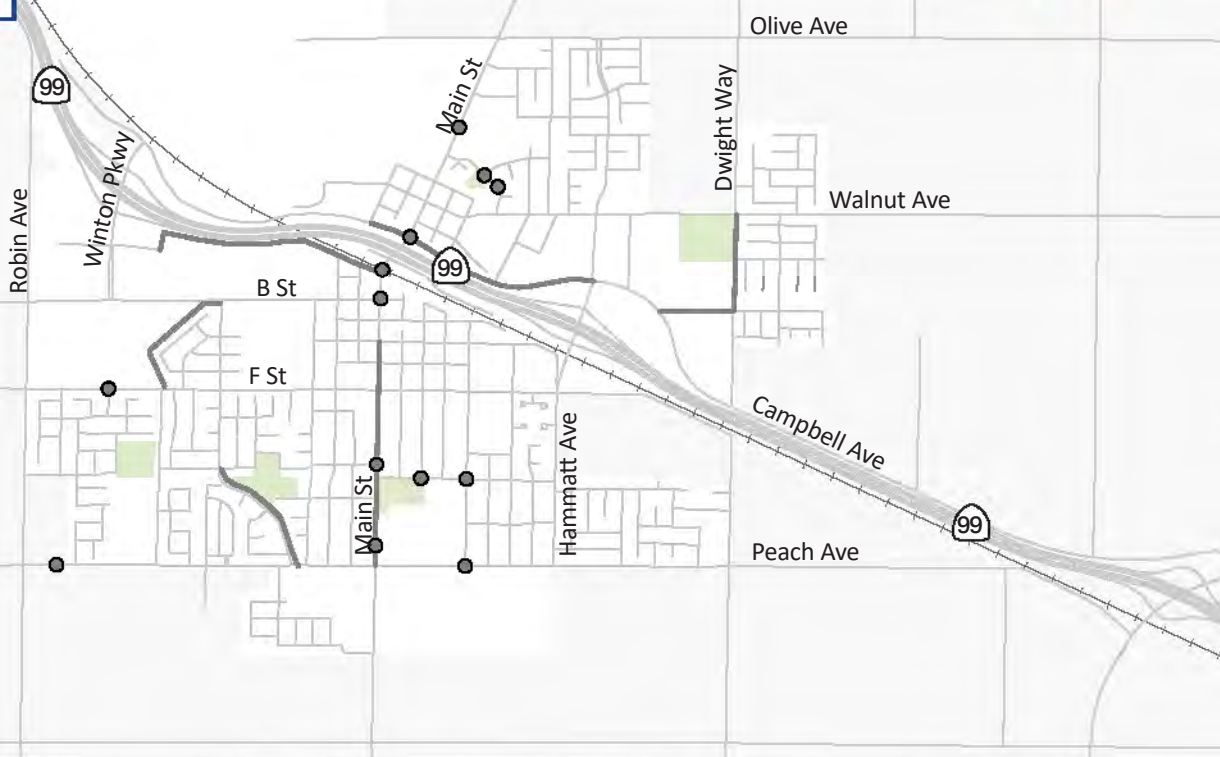 Olive Ave
99
Main St
Dwight Way
Winton Pkwy
Walnut Ave
Robin Ave
99
B St
F St
Campbell Ave
Hammatt Ave
Main St
99
Peach Ave